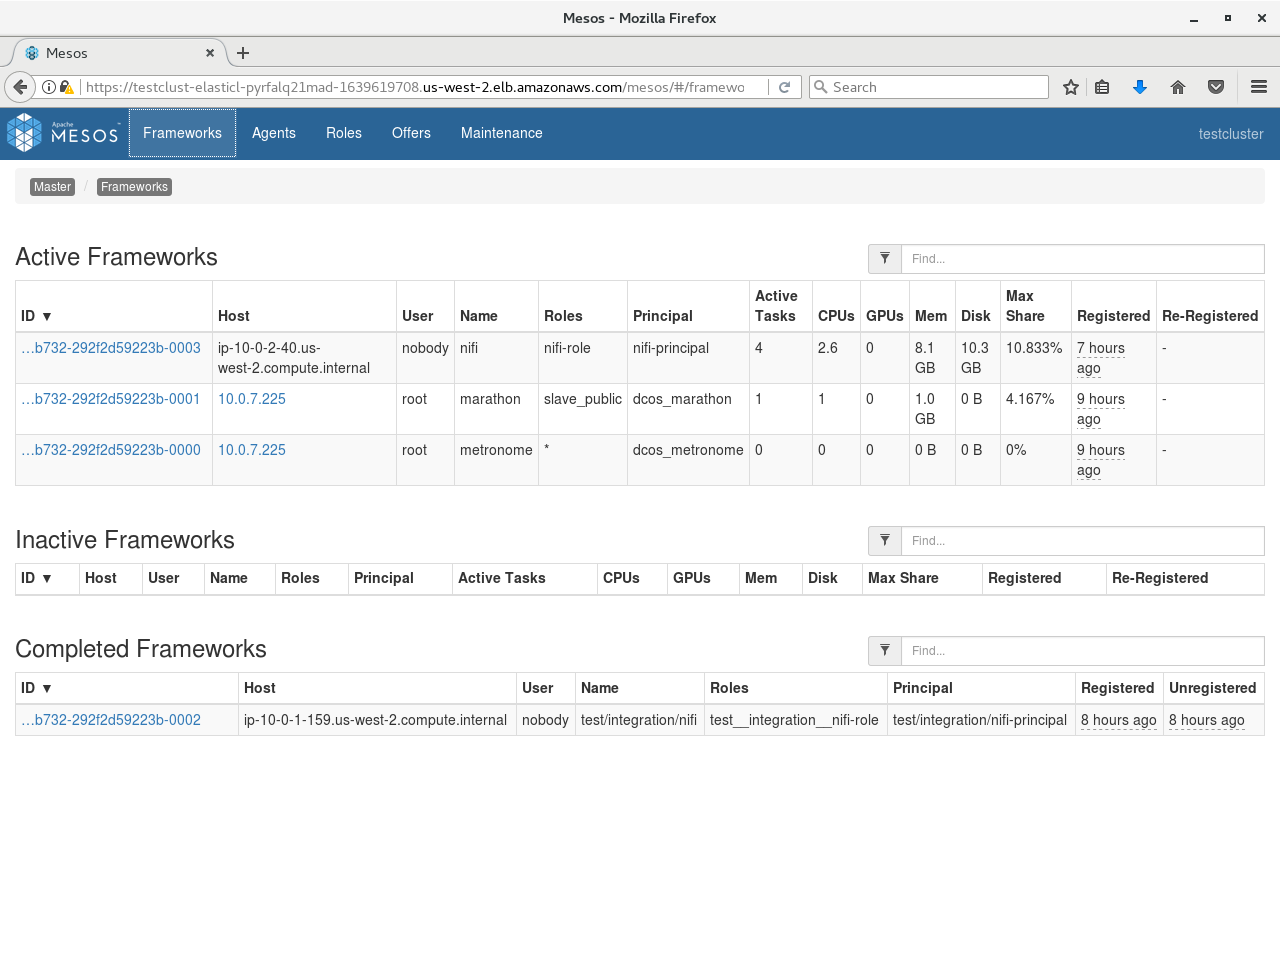 Mesos - Mozilla Firefox
Mesos
https://testclust-elasticl-pyrfalq21mad-1639619708.us-west-2.elb.amazonaws.com/mesos/#/framewo
Search
Apache MESOS™ Frameworks Agents Roles Offers Maintenance testcluster
Master / Frameworks
Active Frameworks
Find...
ID ▼ Host User Name Roles Principal Active Tasks CPUs GPUs Mem Disk Max Share Registered Re-Registered
…b732-292f2d59223b-0003 ip-10-0-2-40.us-west-2.compute.internal nobody nifi nifi-role nifi-principal 4 2.6 0 8.1 GB 10.3 GB 10.833% 7 hours ago -
…b732-292f2d59223b-0001 10.0.7.225 root marathon slave_public dcos_marathon 1 1 0 1.0 GB 0 B 4.167% 9 hours ago -
…b732-292f2d59223b-0000 10.0.7.225 root metronome * dcos_metronome 0 0 0 0 B 0 B 0% 9 hours ago -
Inactive Frameworks
Find...
ID ▼ Host User Name Roles Principal Active Tasks CPUs GPUs Mem Disk Max Share Registered Re-Registered
Completed Frameworks
Find...
ID ▼ Host User Name Roles Principal Registered Unregistered
…b732-292f2d59223b-0002 ip-10-0-1-159.us-west-2.compute.internal nobody test/integration/nifi test__integration__nifi-role test/integration/nifi-principal 8 hours ago 8 hours ago